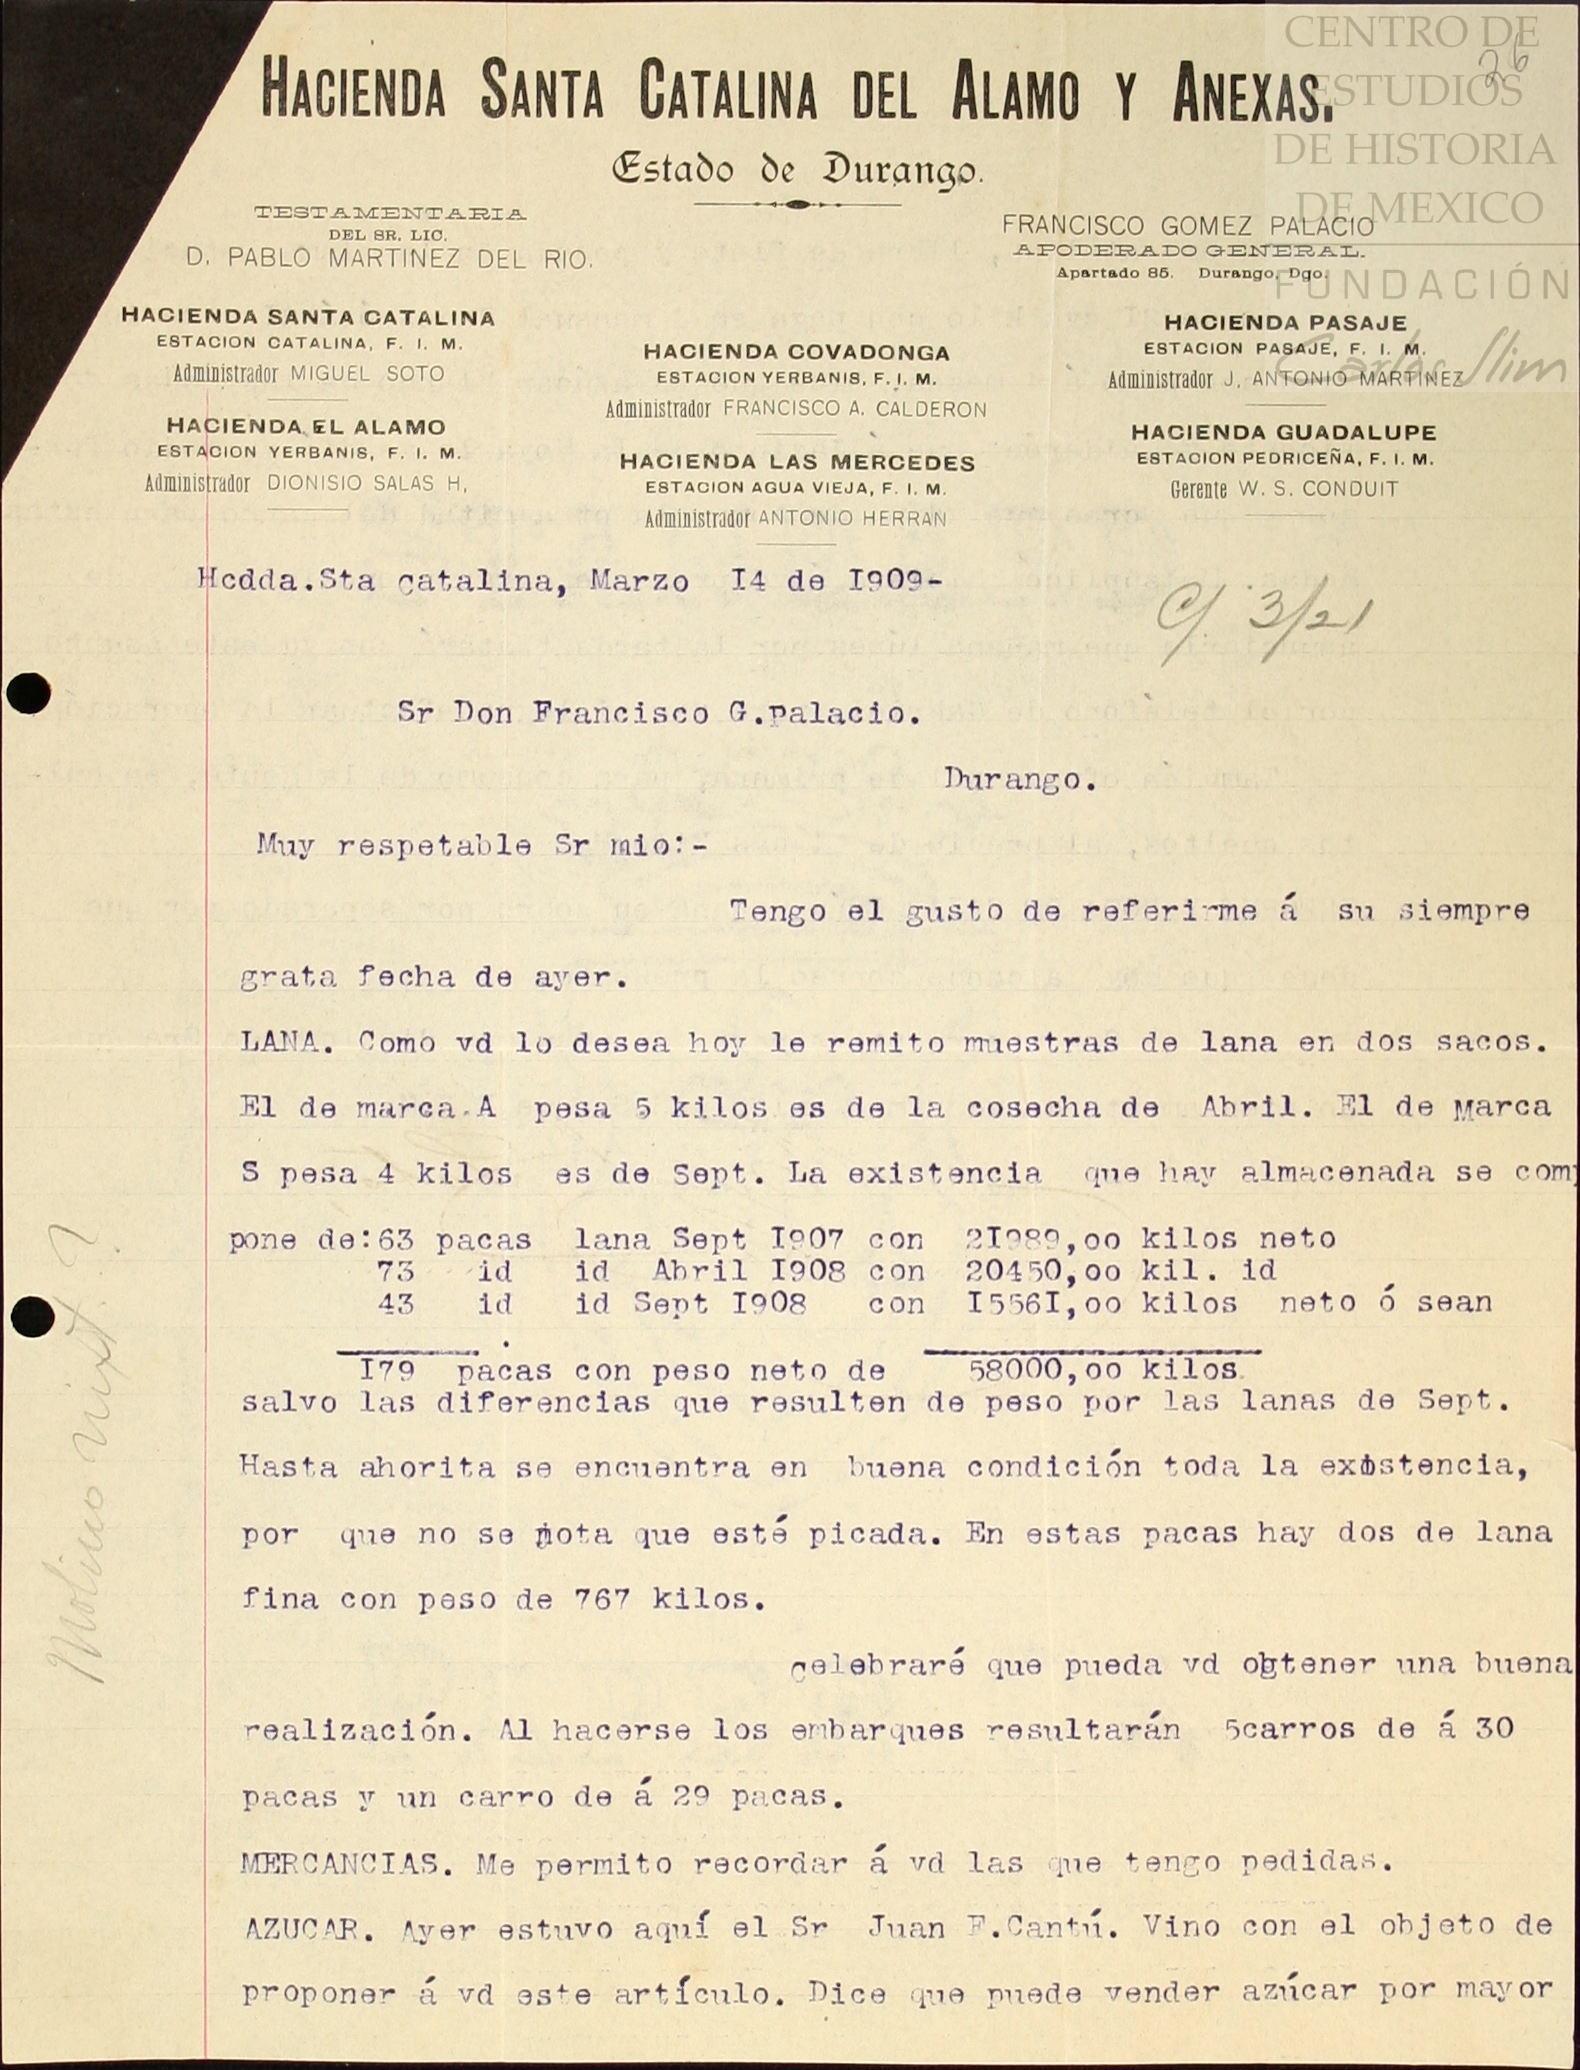 CENTRO DE
ESTUDIOS
DE HISTORIA
DE MEXICO
FUNDACIÓN
Carlos Slim
26
HACIENDA SANTA CATALINA DEL ALAMO Y ANEXAS.
Estado de Durango.
TESTAMENTARIA
DEL SR. LIC.
D. PABLO MARTINEZ DEL RIO.
FRANCISCO GOMEZ PALACIO
APODERADO GENERAL.
Apartado 85. Durango, Dgo.
HACIENDA SANTA CATALINA
ESTACION CATALINA, F. I. M.
Administrador MIGUEL SOTO
HACIENDA EL ALAMO
ESTACION YERBANIS, F. I. M.
Administrador DIONISIO SALAS H,
HACIENDA COVADONGA
ESTACION YERBANIS, F. I. M.
Administrador FRANCISCO A. CALDERON
HACIENDA LAS MERCEDES
ESTACION AGUA VIEJA, F. I. M.
Administrador ANTONIO HERRAN
HACIENDA PASAJE
ESTACION PASAJE, F. I. M.
Administrador J. ANTONIO MARTINEZ
HACIENDA GUADALUPE
ESTACION PEDRICEÑA, F. I. M.
Gerente W. S. CONDUIT
Hcdda.Sta catalina, Marzo I4 de I909-
C/. 3/21
Sr Don Francisco G.palacio.
Durango.
Muy respetable Sr mio:-
Tengo el gusto de referirme á su siempre
grata fecha de ayer.
LANA. Como vd lo desea hoy le remito muestras de lana en dos sacos.
El de marca.A pesa 5 kilos es de la cosecha de Abril. El de Marca
S pesa 4 kilos es de Sept. La existencia que hay almacenada se com
pone de:63 pacas lana Sept I907 con 2I989,oo kilos neto
73 id id Abril I908 con 20450,oo kil. id
43 id id Sept I908 con I556I,oo kilos neto ó sean
I79 pacas con peso neto de 58000,oo kilos.
salvo las diferencias que resulten de peso por las lanas de Sept.
Hasta ahorita se encuentra en buena condición toda la existencia,
por que no se nota que esté picada. En estas pacas hay dos de lana
fina con peso de 767 kilos.
celebraré que pueda vd obtener una buena
realización. Al hacerse los embarques resultarán 5carros de á 30
pacas y un carro de á 29 pacas.
MERCANCIAS. Me permito recordar á vd las que tengo pedidas.
AZUCAR. Ayer estuvo aquí el Sr Juan F.Cantú. Vino con el objeto de
proponer á vd este artículo. Dice que puede vender azúcar por mayor
Molino